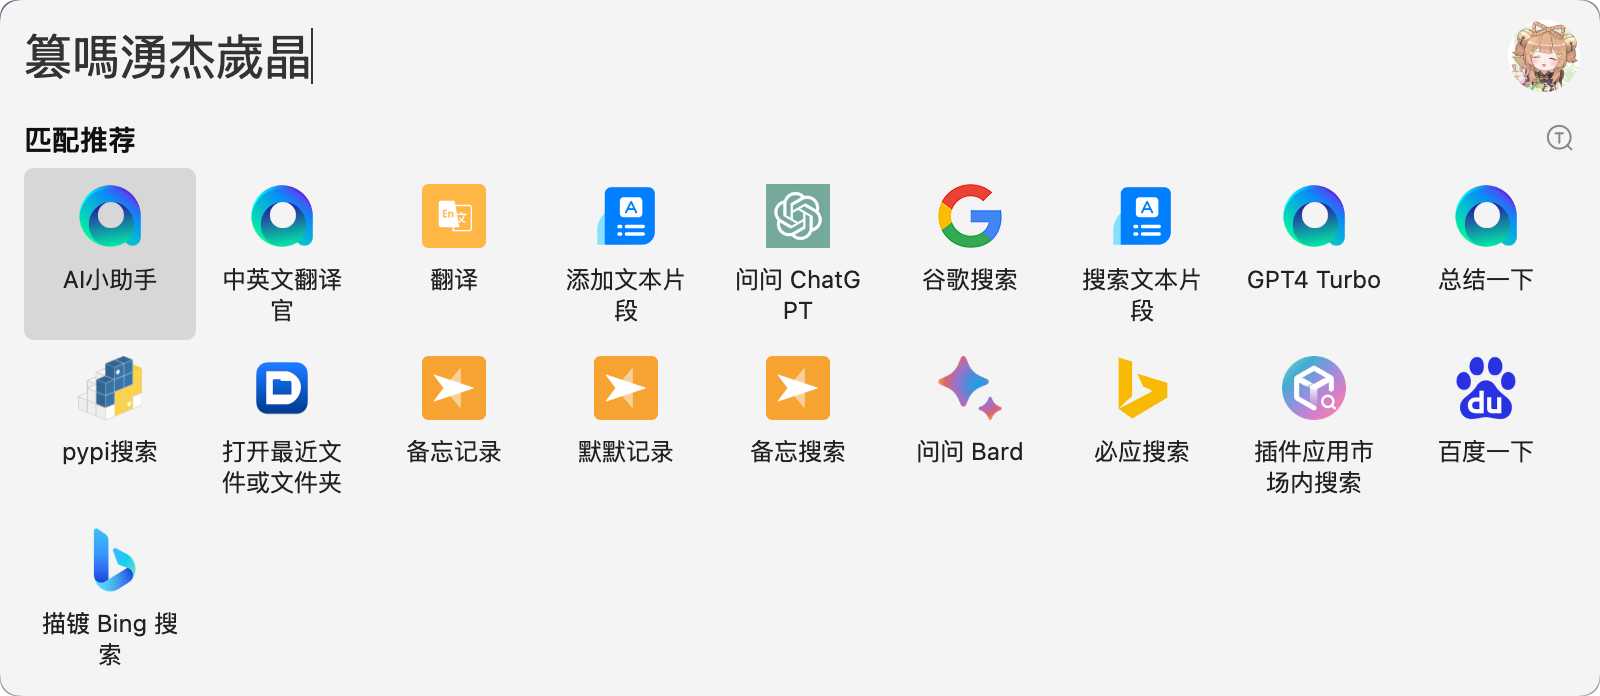 篡嗎湧杰歲晶
匹配推荐
AI小助手
中英文翻译
官
翻译
添加文本片
段
问问 ChatG
PT
谷歌搜索
搜索文本片
段
GPT4 Turbo
总结一下
pypi搜索
打开最近文
件或文件夹
备忘记录
默默记录
备忘搜索
问问 Bard
必应搜索
插件应用市
场内搜索
百度一下
描镀 Bing 搜
索